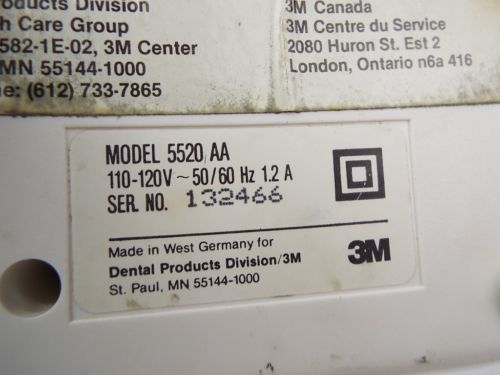 oducts Division
h Care Group
582-1E-02, 3M Center
MN 55144-1000
ne: (612) 733-7865
3M Canada
3M Centre du Service
2080 Huron St. Est 2
London, Ontario n6a 416
MODEL 5520 AA
110-120V ~ 50/60 Hz 1.2 A
SER. NO. 132466
Made in West Germany for
Dental Products Division/3M
St. Paul, MN 55144-1000
3M